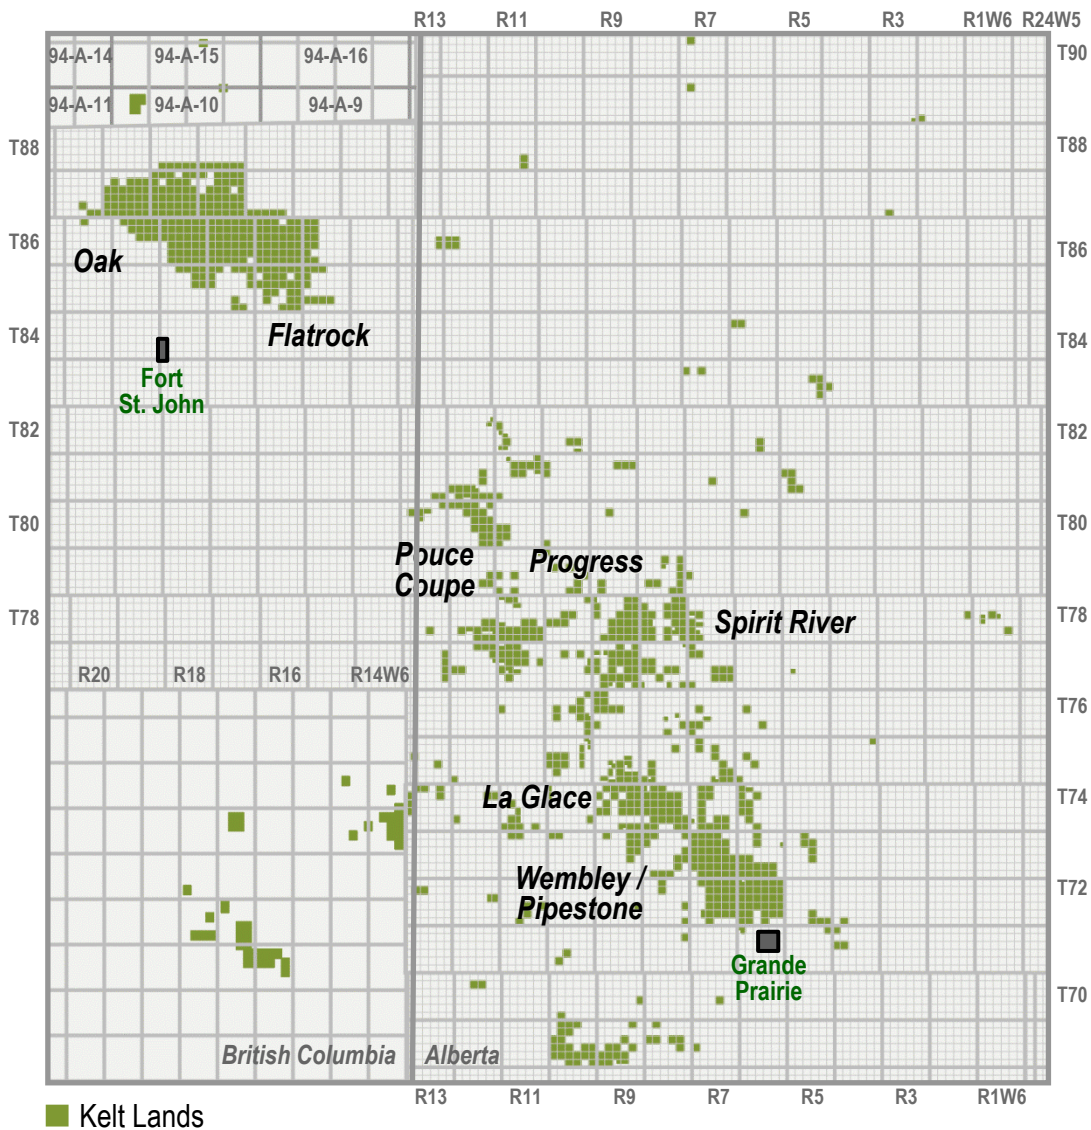 R13 R11 R9 R7 R5 R3 R1W6 R24W5
94-A-14 94-A-15 94-A-16 T90
94-A-11 94-A-10 94-A-9
T88 T88
T86 T86
Oak
Flatrock
T84 T84
Fort
St. John
T82 T82
T80 T80
Pouce
Coupe
Progress
T78 T78
Spirit River
R20 R18 R16 R14W6
T76
La Glace T74
Wembley /
Pipestone
T72
Grande
Prairie
T70
British Columbia Alberta
R13 R11 R9 R7 R5 R3 R1W6
Kelt Lands